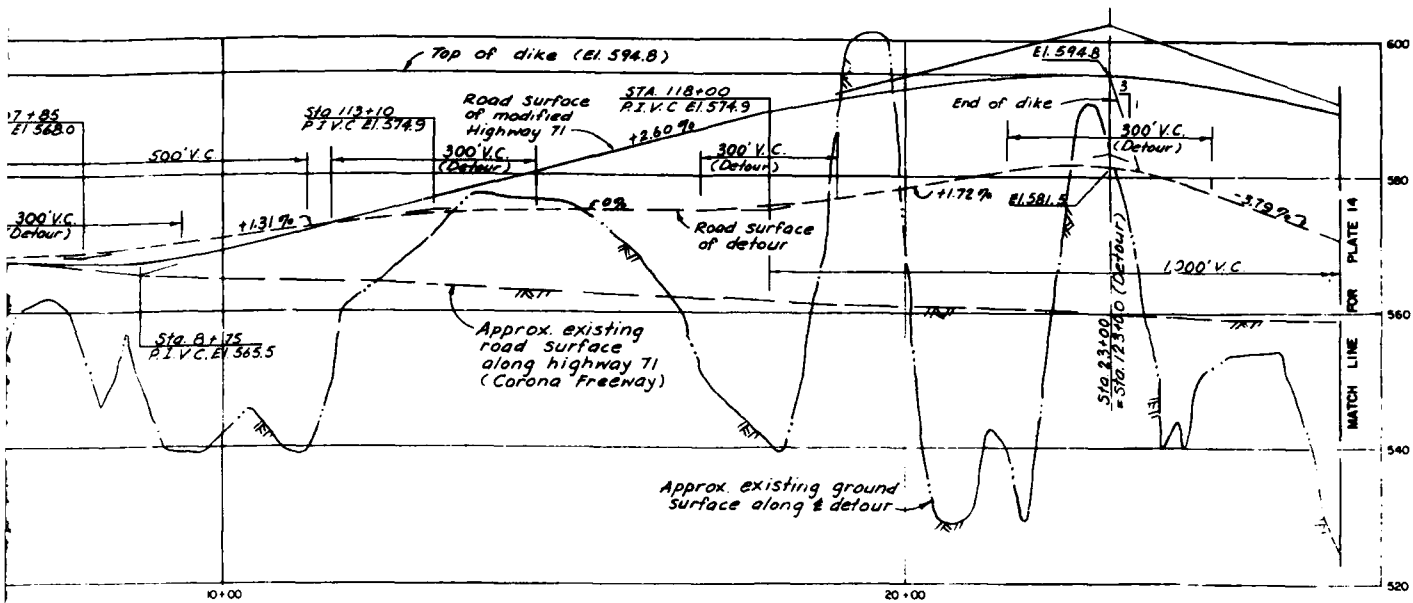 Top of dike (El. 594.8)
7+85
El. 568.0
500' V.C.
300' V.C.
(Detour)
Sta 113+10
P.I.V.C El. 574.9
Road surface
of modified
Highway 71
+2.60 %
300' V.C.
(Detour)
STA. 118+00
P.I.V.C El. 574.9
300' V.C.
(Detour)
El. 594.8
3
1
End of dike
300' V.C.
(Detour)
+1.31 %
0%
Road surface
of detour
+1.72 %
El. 581.5
-3.79 %
1,200' V.C.
Sta. 8+75
P.I.V.C. El 565.5
Approx. existing
road surface
along highway 71
(Corona Freeway)
Approx. existing ground
surface along ℄ detour
Sta 23+00
= Sta. 123+00 (Detour)
MATCH LINE FOR PLATE 14
600
580
560
540
520
10+00
20+00